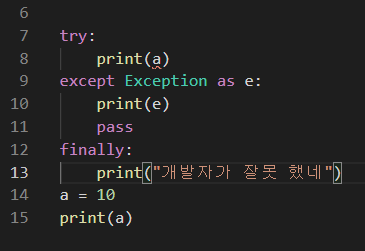 6
7 try:
8     print(a)
9 except Exception as e:
10     print(e)
11     pass
12 finally:
13     print("개발자가 잘못 했네")
14 a = 10
15 print(a)